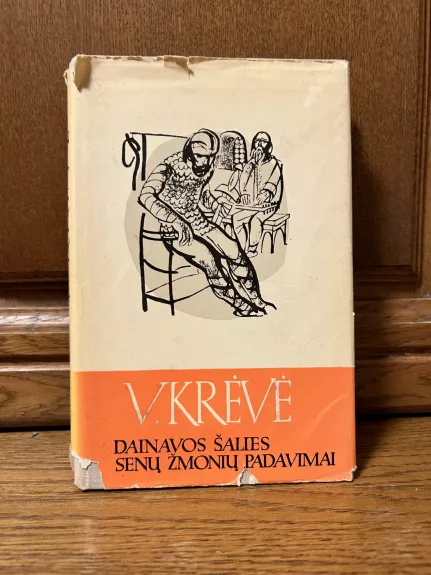 V. KRĖVĖ
DAINAVOS ŠALIES
SENŲ ŽMONIŲ PADAVIMAI